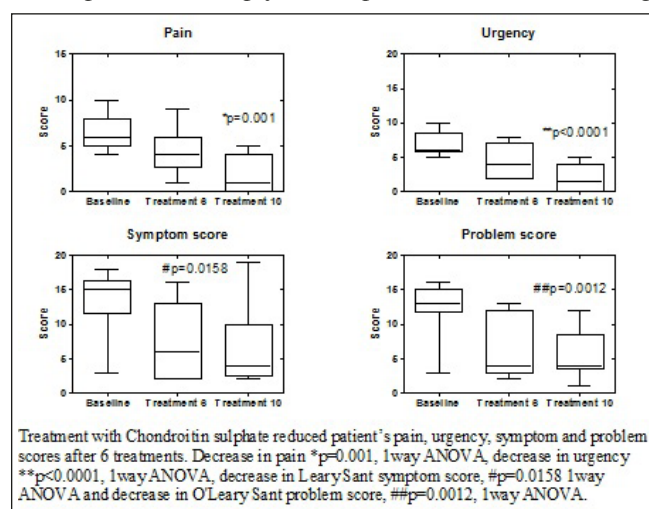 Pain
Urgency
15
10
5
0
Score
*p=0.001
Baseline Treatment 6 Treatment 10
20
15
10
5
0
Score
**p<0.0001
Baseline Treatment 6 Treatment 10
Symptom score
Problem score
20
15
10
5
0
Score
#p=0.0158
Baseline Treatment 6 Treatment 10
20
15
10
5
0
Score
##p=0.0012
Baseline Treatment 6 Treatment 10
Treatment with Chondroitin sulphate reduced patient's pain, urgency, symptom and problem
scores after 6 treatments. Decrease in pain *p=0.001, 1way ANOVA, decrease in urgency
**p<0.0001, 1way ANOVA, decrease in Leary Sant symptom score, #p=0.0158 1way
ANOVA and decrease in O'Leary Sant problem score, ##p=0.0012, 1way ANOVA.